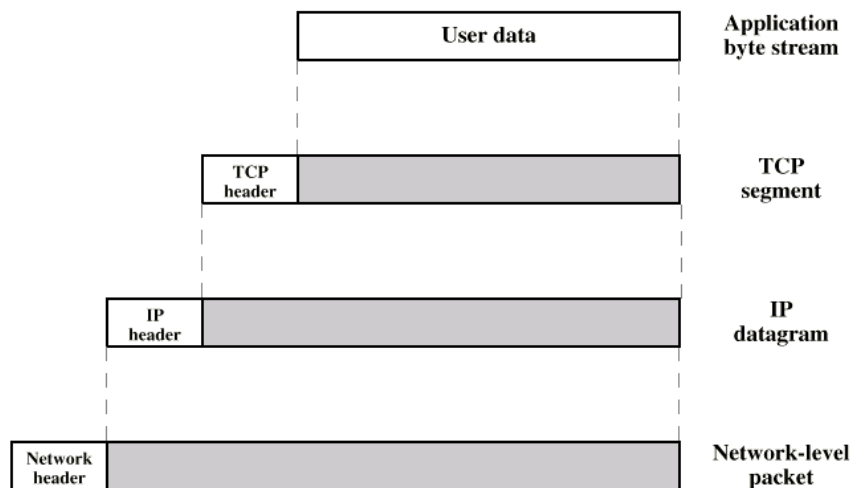 User data
Application
byte stream
TCP
header
TCP
segment
IP
header
IP
datagram
Network
header
Network-level
packet